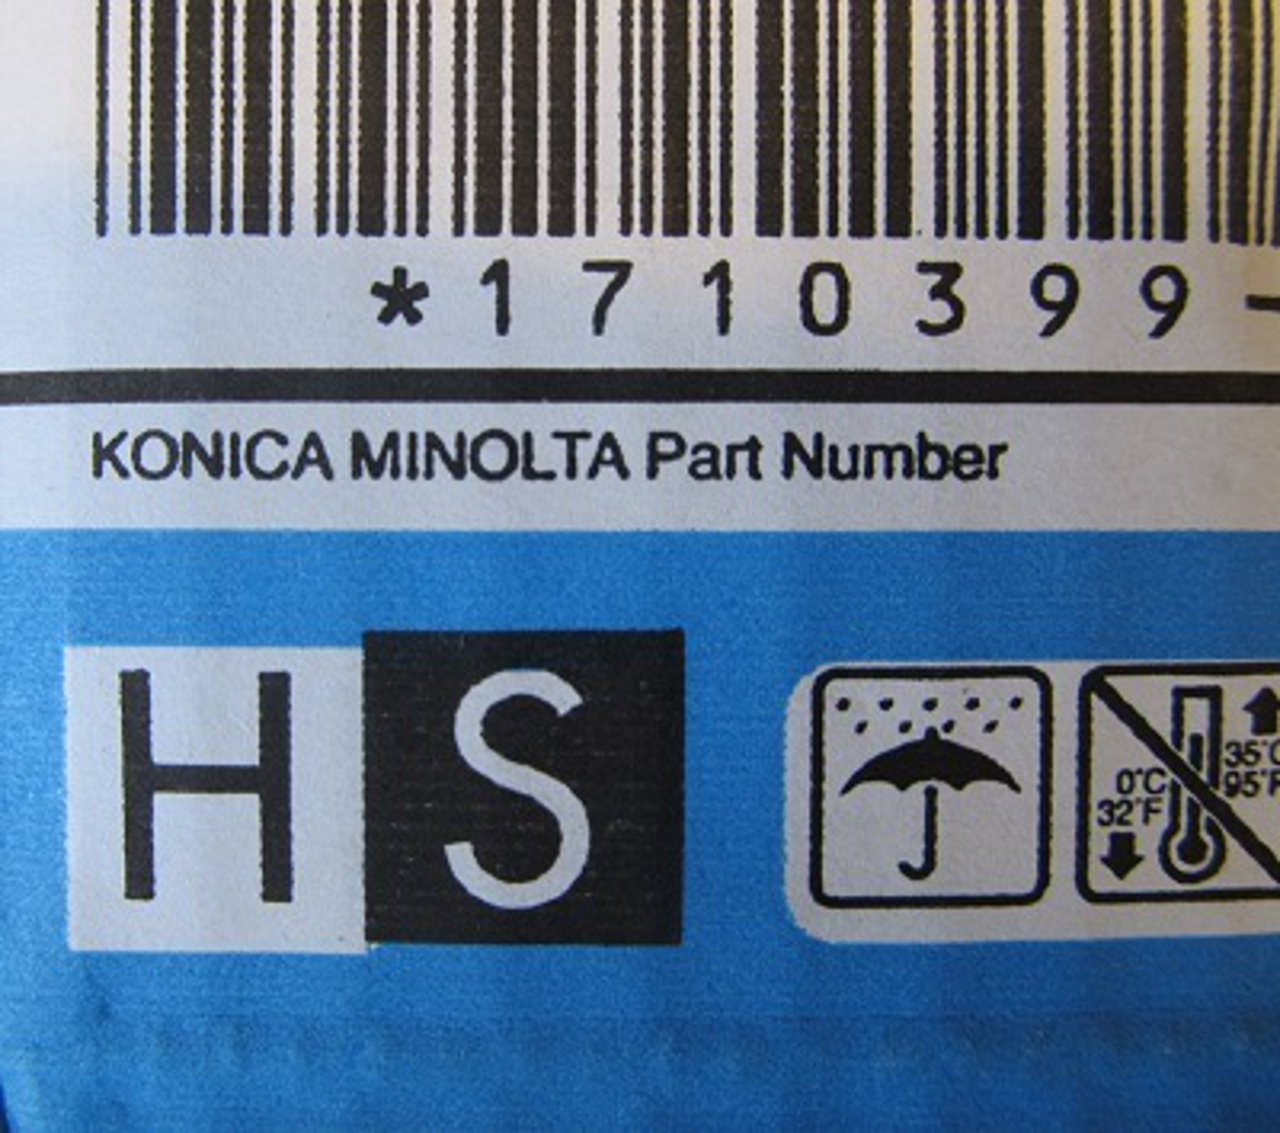 *1710399-
KONICA MINOLTA Part Number
HS
35°C
0°C 95°F
32°F